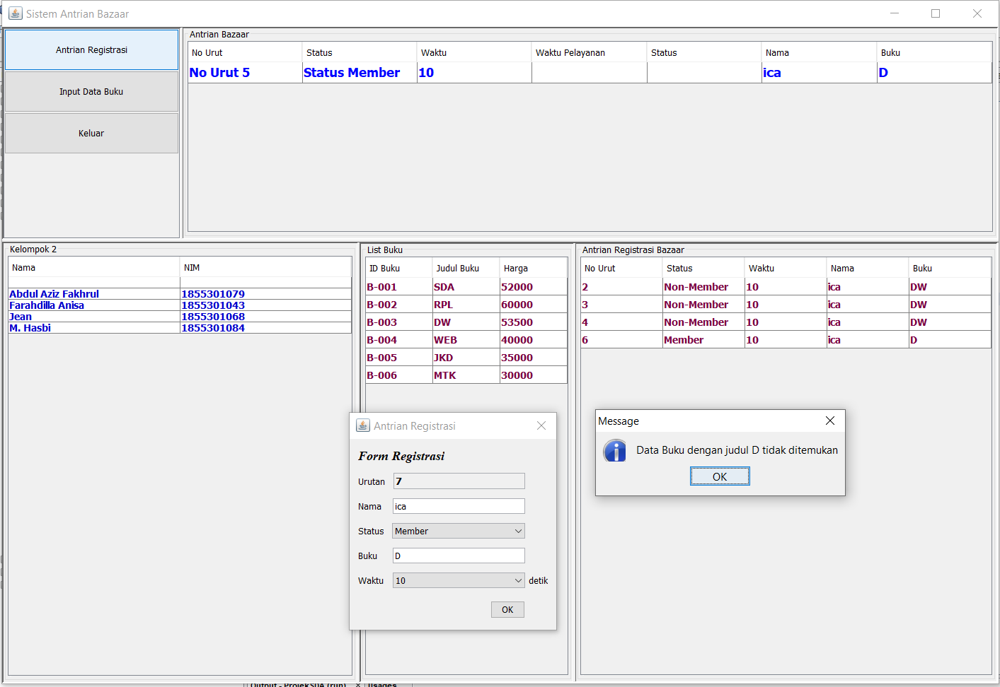 Sistem Antrian Bazaar
Antrian Registrasi
Input Data Buku
Keluar
Antrian Bazaar
No Urut Status Waktu Waktu Pelayanan Status Nama Buku
No Urut 5 Status Member 10 ica D
Kelompok 2
Nama NIM
Abdul Aziz Fakhrul 1855301079
Farahdilla Anisa 1855301043
Jean 1855301068
M. Hasbi 1855301084
List Buku
ID Buku Judul Buku Harga
B-001 SDA 52000
B-002 RPL 60000
B-003 DW 53500
B-004 WEB 40000
B-005 JKD 35000
B-006 MTK 30000
Antrian Registrasi Bazaar
No Urut Status Waktu Nama Buku
2 Non-Member 10 ica DW
3 Non-Member 10 ica DW
4 Non-Member 10 ica DW
6 Member 10 ica D
Antrian Registrasi
Form Registrasi
Urutan 7
Nama ica
Status Member
Buku D
Waktu 10 detik
OK
Message
Data Buku dengan judul D tidak ditemukan
OK
Output - ProjekSDA (run) Usages